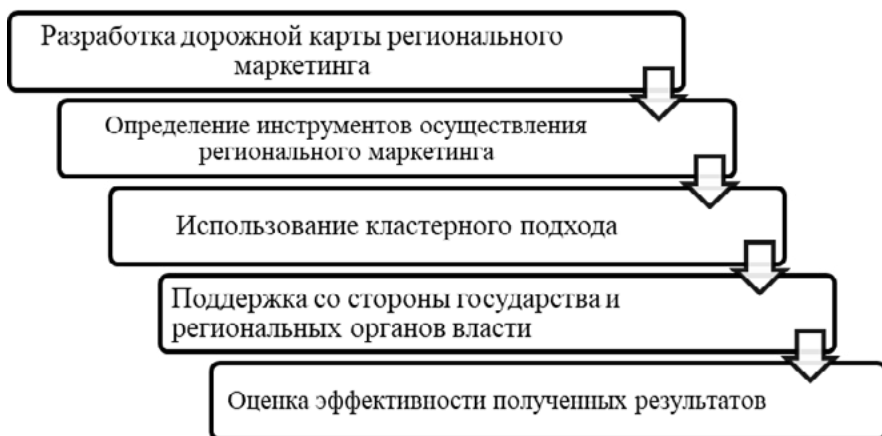 Разработка дорожной карты регионального
маркетинга
Определение инструментов осуществления
регионального маркетинга
Использование кластерного подхода
Поддержка со стороны государства и
региональных органов власти
Оценка эффективности полученных результатов